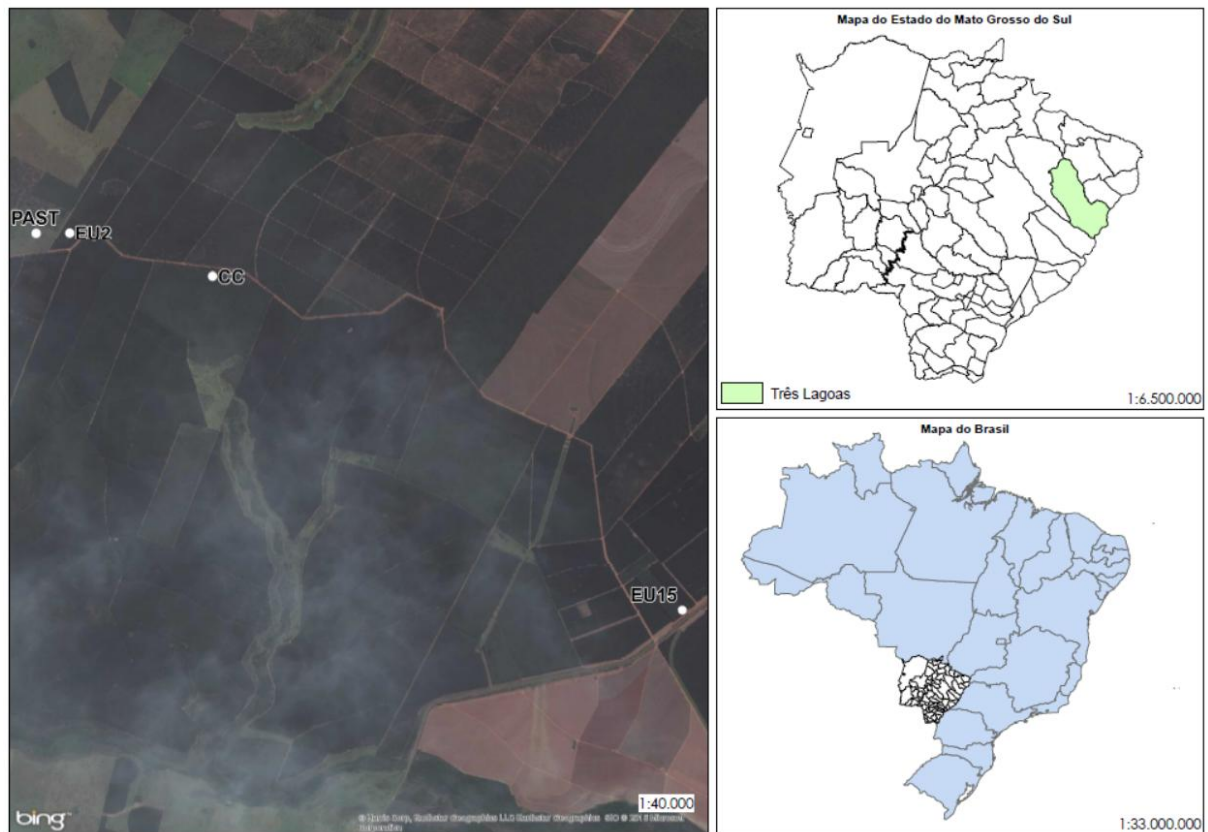 PAST
EU2
CC
EU15
1:40.000
bing
Mapa do Estado do Mato Grosso do Sul
Três Lagoas
1:6.500.000
Mapa do Brasil
1:33.000.000